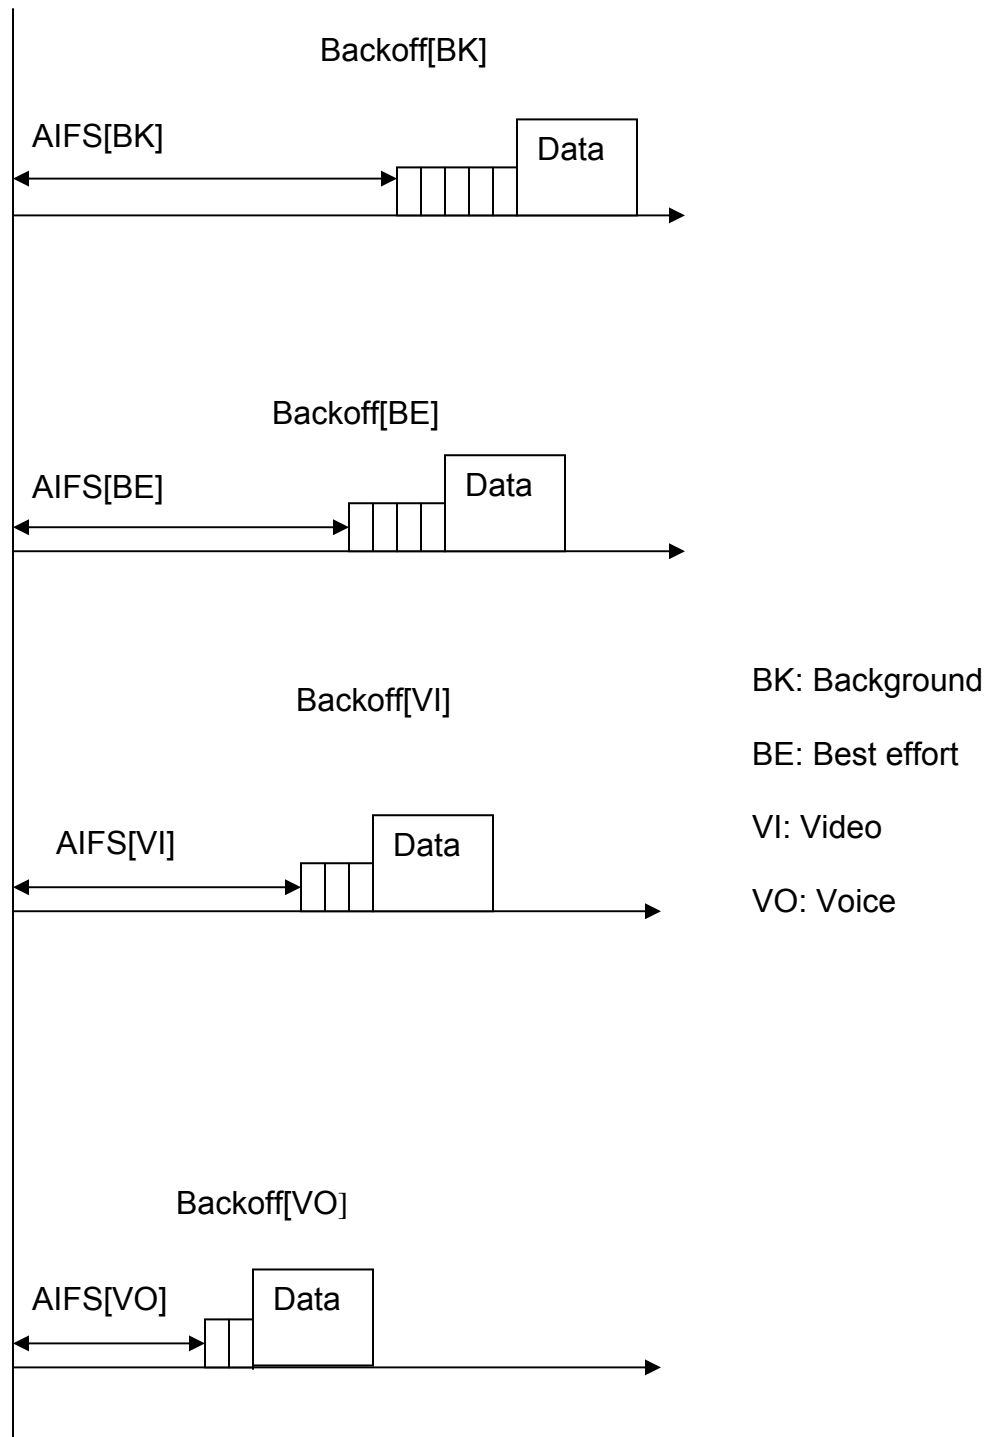 Backoff[BK]
AIFS[BK]
Data
Backoff[BE]
AIFS[BE]
Data
Backoff[VI]
AIFS[VI]
Data
BK: Background
BE: Best effort
VI: Video
VO: Voice
Backoff[VO]
AIFS[VO]
Data